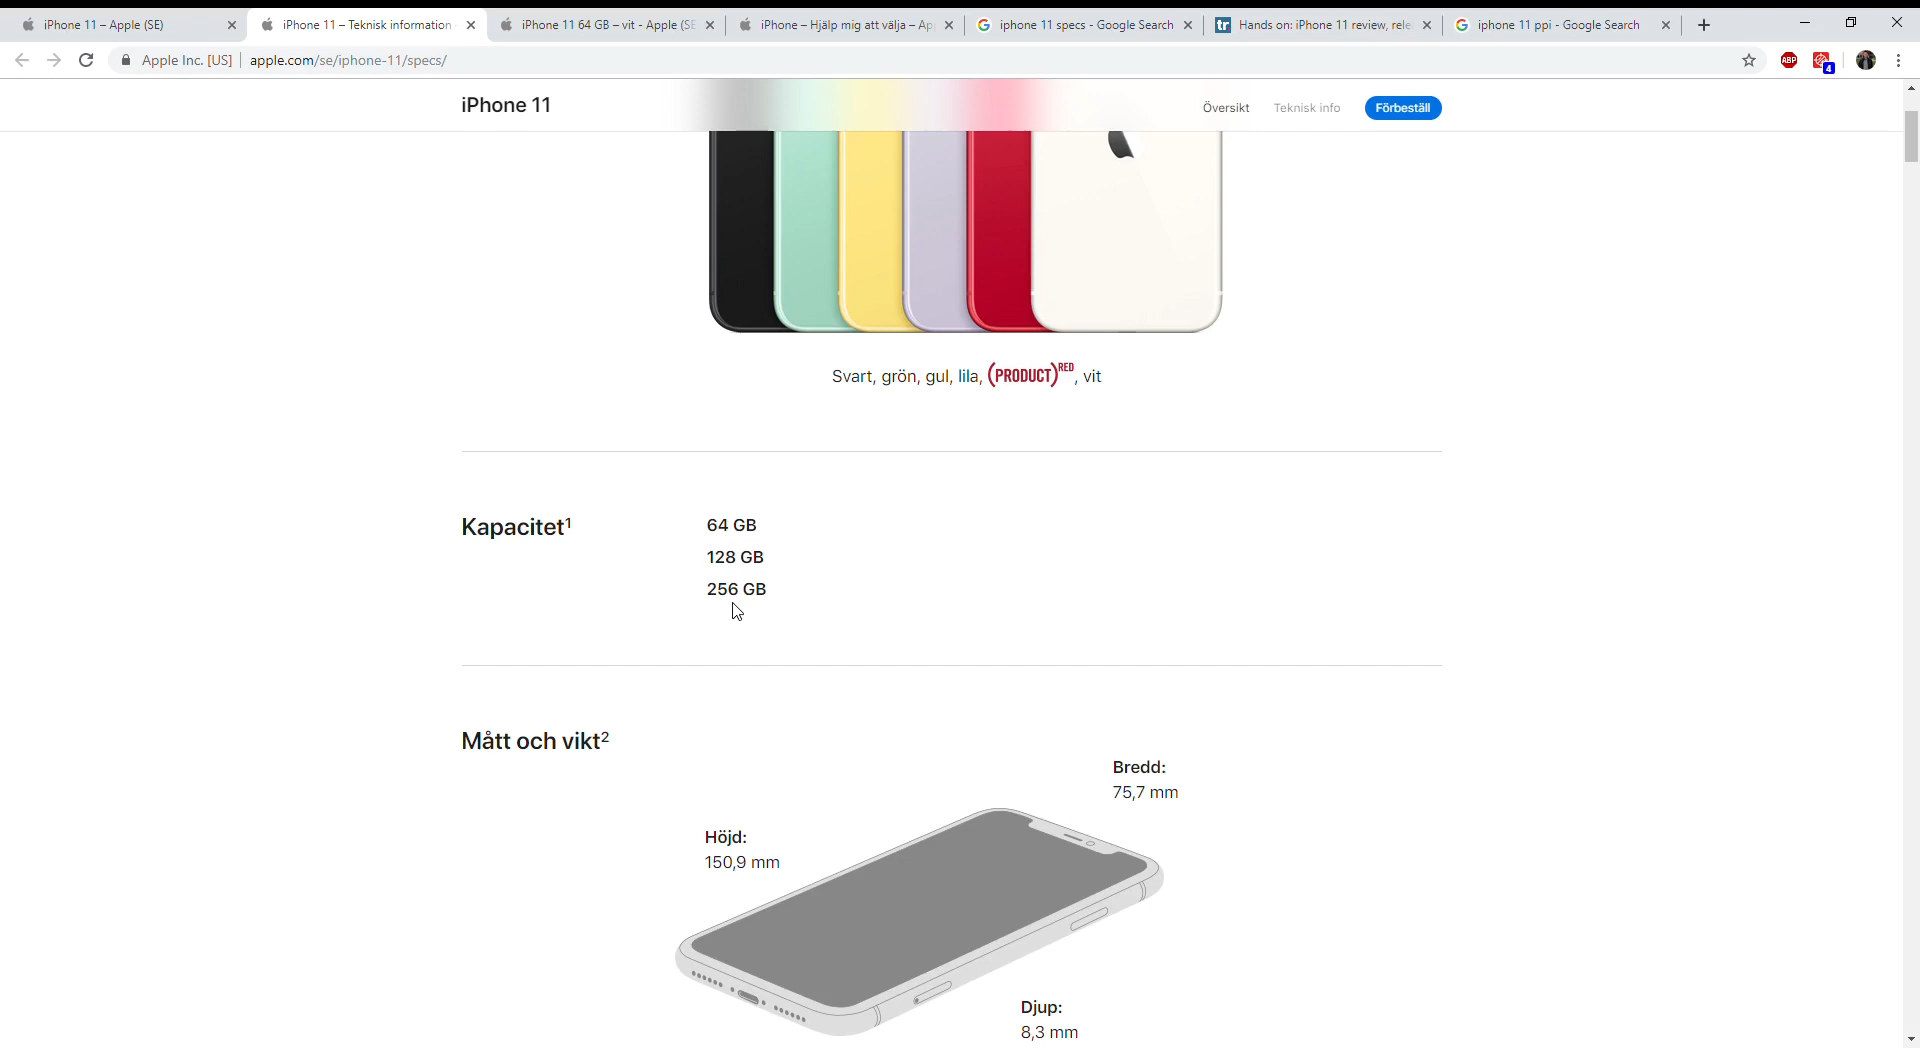 iPhone 11 – Apple (SE)
iPhone 11 – Teknisk information
iPhone 11 64 GB – vit - Apple (SE
iPhone – Hjälp mig att välja – Ap
iphone 11 specs - Google Search
tr Hands on: iPhone 11 review, rele
iphone 11 ppi - Google Search
Apple Inc. [US] apple.com/se/iphone-11/specs/
ABP
4
iPhone 11
Översikt Teknisk info Förbeställ
Svart, grön, gul, lila, (PRODUCT)RED, vit
Kapacitet1
64 GB
128 GB
256 GB
Mått och vikt2
Bredd:
75,7 mm
Höjd:
150,9 mm
Djup:
8,3 mm